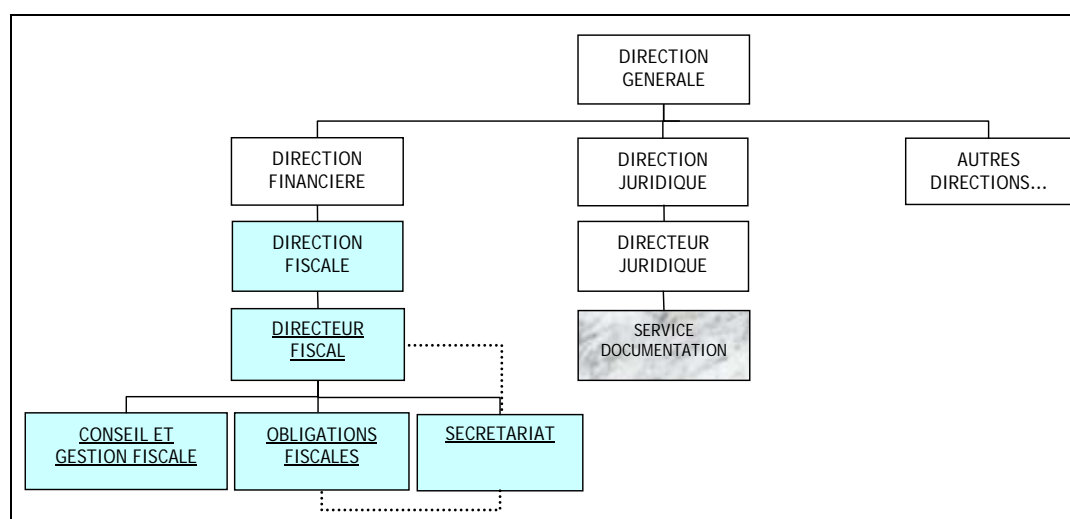 DIRECTION
GENERALE
DIRECTION
FINANCIERE
DIRECTION
JURIDIQUE
AUTRES
DIRECTIONS...
DIRECTION
FISCALE
DIRECTEUR
JURIDIQUE
DIRECTEUR
FISCAL
SERVICE
DOCUMENTATION
CONSEIL ET
GESTION FISCALE
OBLIGATIONS
FISCALES
SECRETARIAT